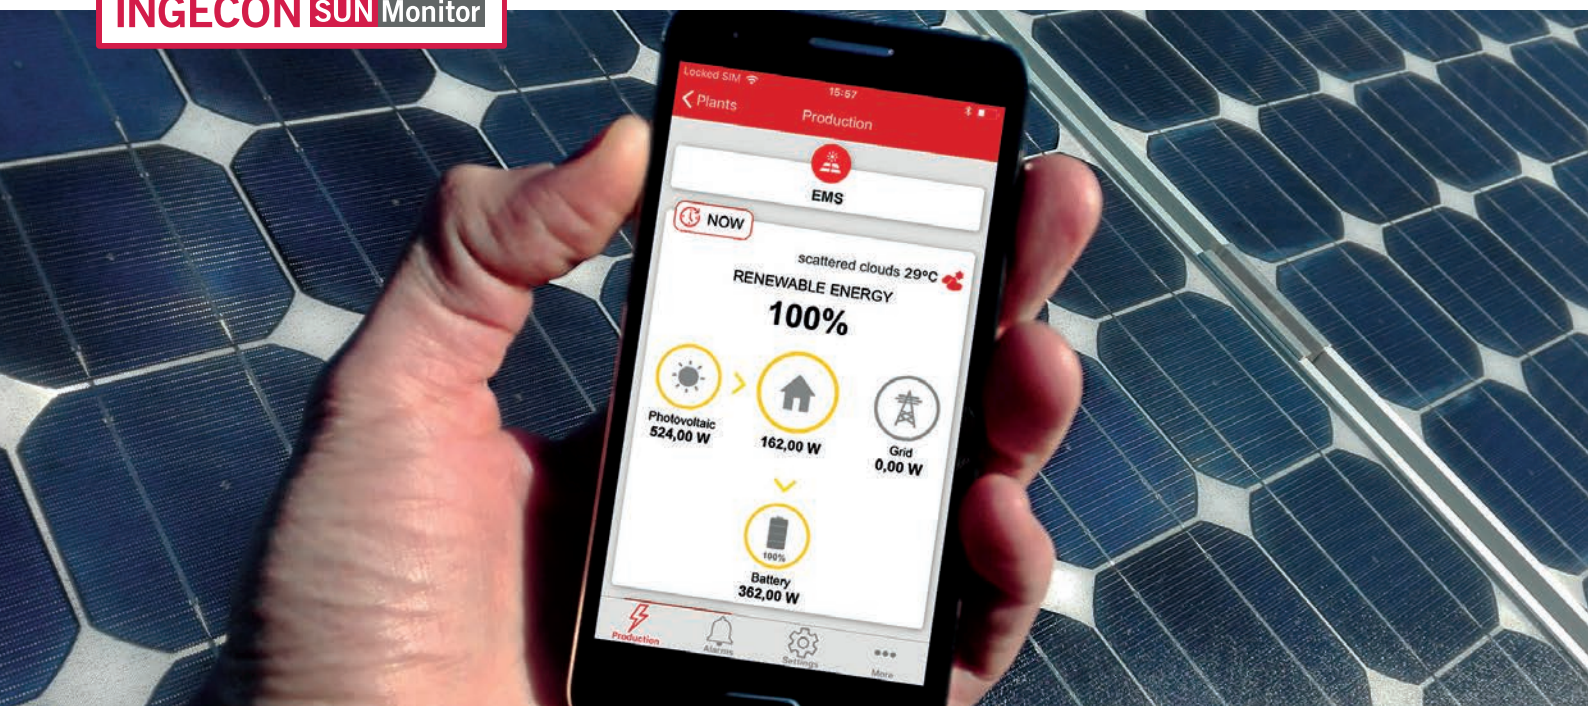 INGECON SUN Monitor
Locked SIM
15:57
Plants
Production
EMS
NOW
scattered clouds 29ºC
RENEWABLE ENERGY
100%
Photovoltaic
524,00 W
162,00 W
Grid
0,00 W
100%
Battery
362,00 W
Production
Alarms
Settings
More